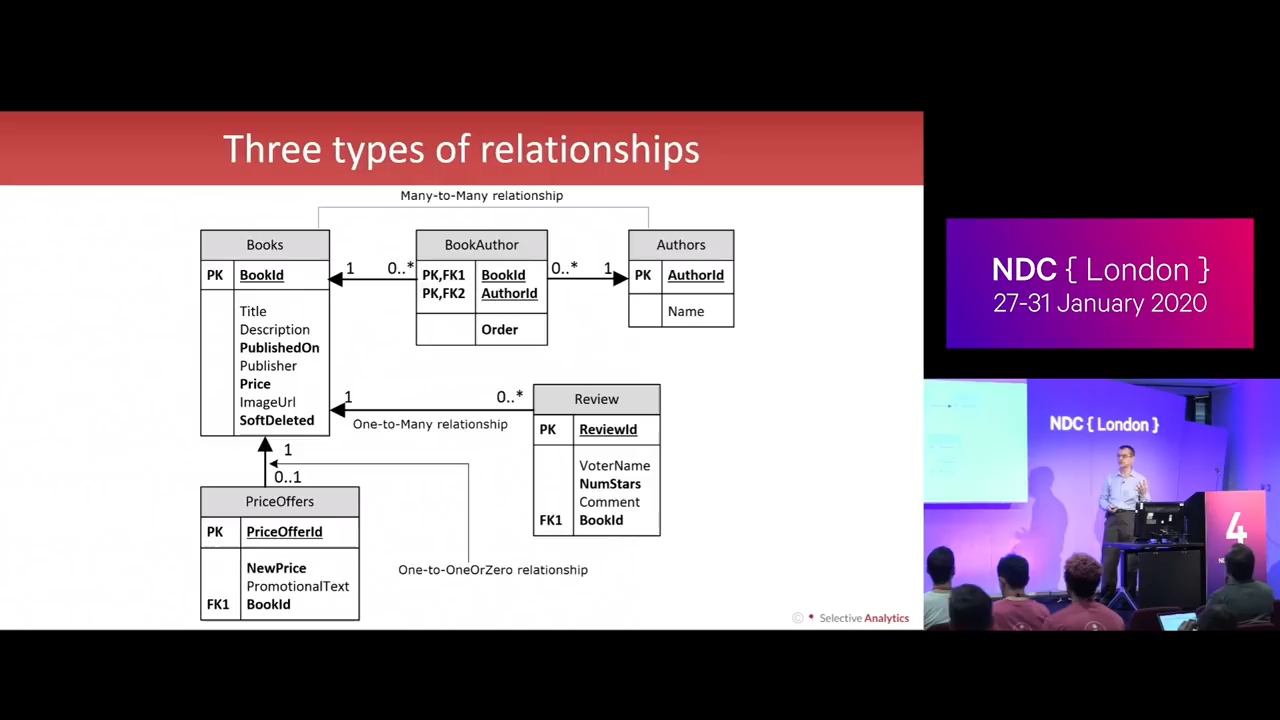 Three types of relationships
Many-to-Many relationship
Books
PK BookId
Title
Description
PublishedOn
Publisher
Price
ImageUrl
SoftDeleted
1 0..*
BookAuthor
PK,FK1 BookId
PK,FK2 AuthorId
Order
0..* 1
Authors
PK AuthorId
Name
1 0..*
One-to-Many relationship
Review
PK ReviewId
VoterName
NumStars
Comment
FK1 BookId
1
0..1
PriceOffers
PK PriceOfferId
NewPrice
PromotionalText
FK1 BookId
One-to-OneOrZero relationship
© Selective Analytics
NDC { London }
27-31 January 2020
NDC { London }
4